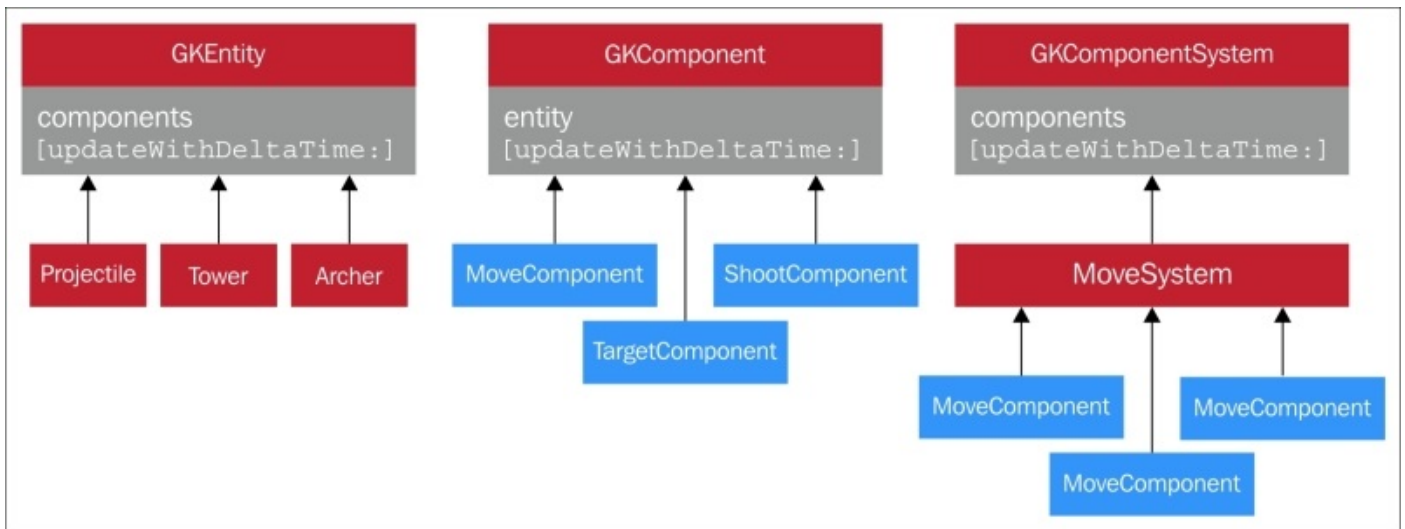 GKEntity
components
[updateWithDeltaTime:]
Projectile
Tower
Archer
GKComponent
entity
[updateWithDeltaTime:]
MoveComponent
ShootComponent
TargetComponent
GKComponentSystem
components
[updateWithDeltaTime:]
MoveSystem
MoveComponent
MoveComponent
MoveComponent